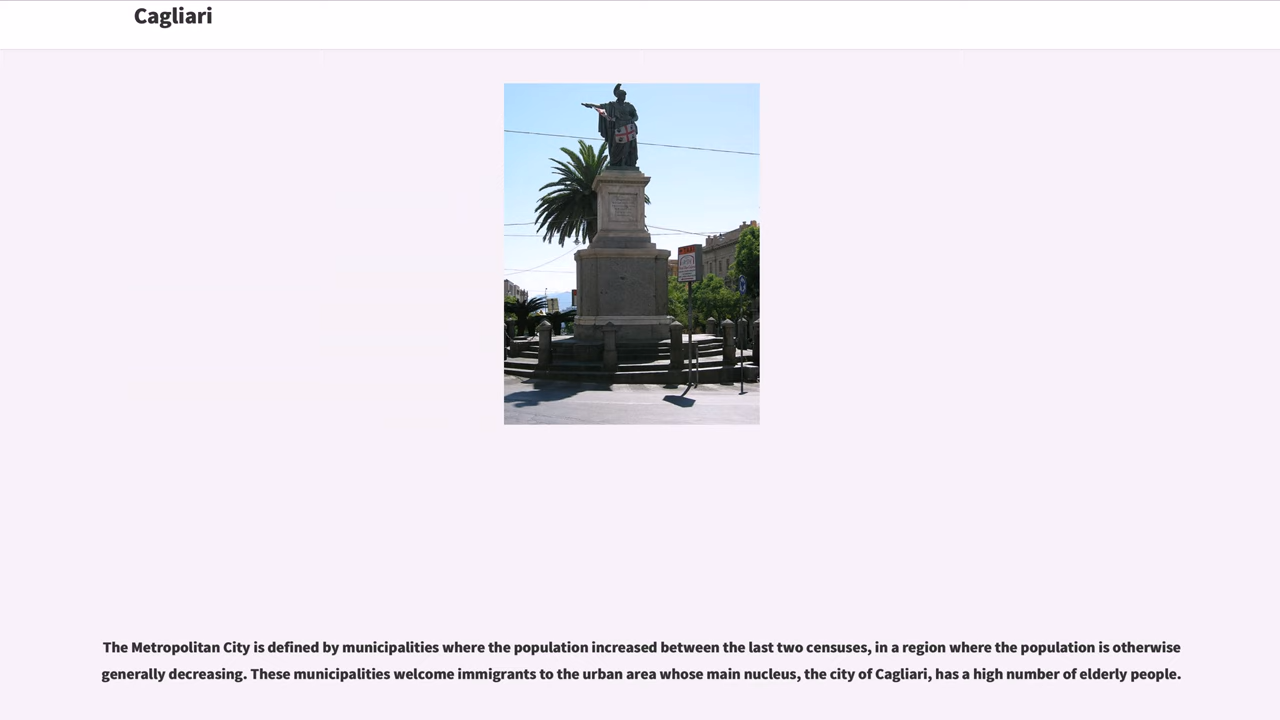 Cagliari
The Metropolitan City is defined by municipalities where the population increased between the last two censuses, in a region where the population is otherwise
generally decreasing. These municipalities welcome immigrants to the urban area whose main nucleus, the city of Cagliari, has a high number of elderly people.